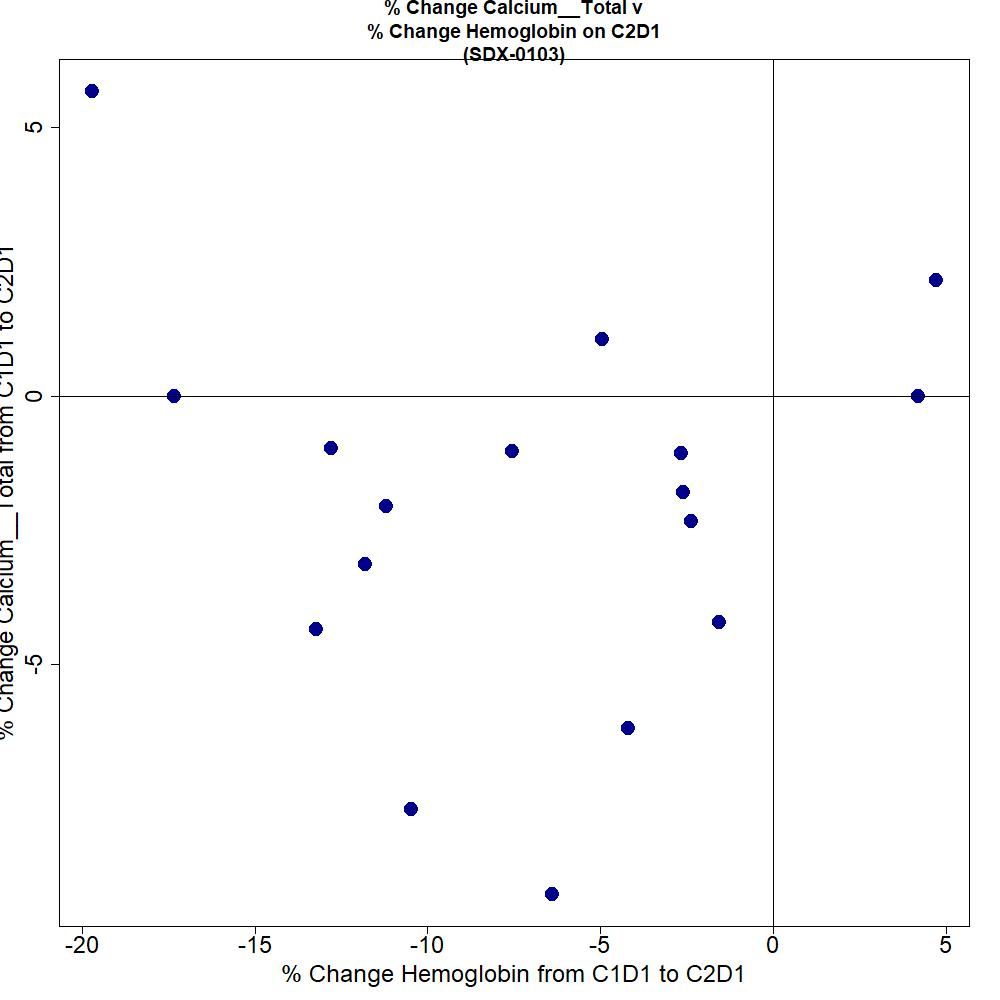 % Change Calcium__Total v
% Change Hemoglobin on C2D1
(SDX-0103)
% Change Calcium__Total from C1D1 to C2D1
5
0
-5
-20
-15
-10
-5
0
5
% Change Hemoglobin from C1D1 to C2D1